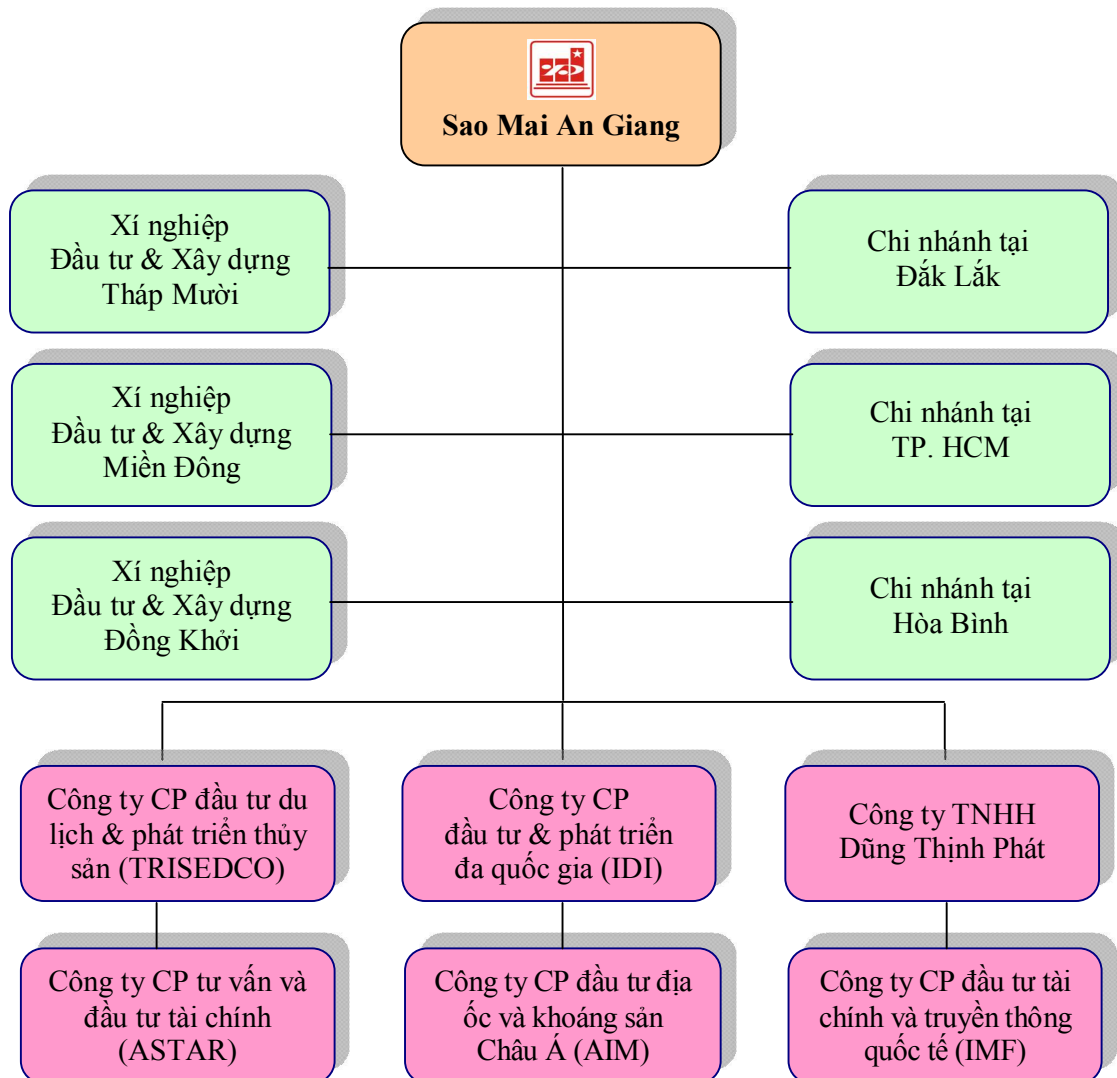 Sao Mai An Giang
Xí nghiệp
Đầu tư & Xây dựng
Tháp Mười
Chi nhánh tại
Đắk Lắk
Xí nghiệp
Đầu tư & Xây dựng
Miền Đông
Chi nhánh tại
TP. HCM
Xí nghiệp
Đầu tư & Xây dựng
Đồng Khởi
Chi nhánh tại
Hòa Bình
Công ty CP đầu tư du
lịch & phát triển thủy
sản (TRISEDCO)
Công ty CP
đầu tư & phát triển
đa quốc gia (IDI)
Công ty TNHH
Dũng Thịnh Phát
Công ty CP tư vấn và
đầu tư tài chính
(ASTAR)
Công ty CP đầu tư địa
ốc và khoáng sản
Châu Á (AIM)
Công ty CP đầu tư tài
chính và truyền thông
quốc tế (IMF)